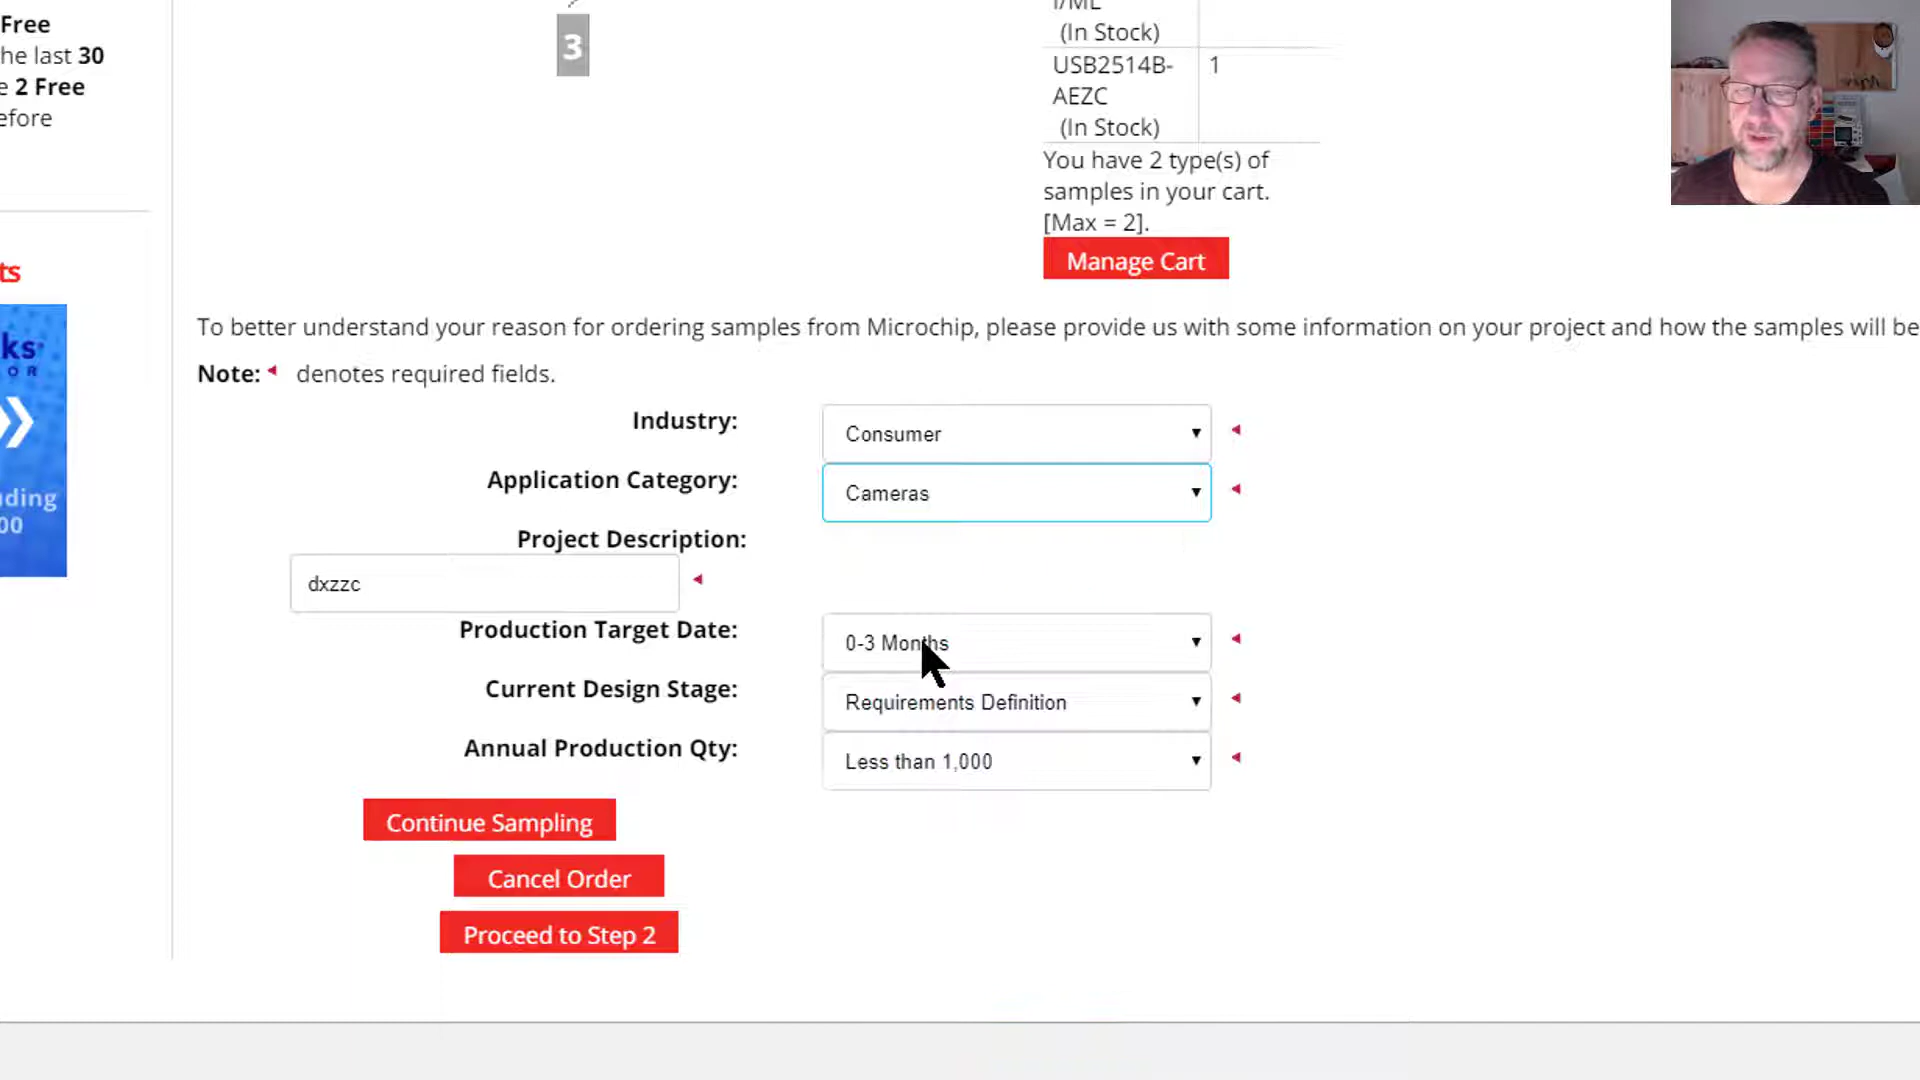 Free
he last 30
e 2 Free
efore
ts
ks
OR
ding
00
3
I/ML
(In Stock)
USB2514B-
AEZC
(In Stock)
1
You have 2 type(s) of
samples in your cart.
[Max = 2].
Manage Cart
To better understand your reason for ordering samples from Microchip, please provide us with some information on your project and how the samples will be
Note: denotes required fields.
Industry: Consumer
Application Category: Cameras
Project Description:
dxzzc
Production Target Date: 0-3 Months
Current Design Stage: Requirements Definition
Annual Production Qty: Less than 1,000
Continue Sampling
Cancel Order
Proceed to Step 2